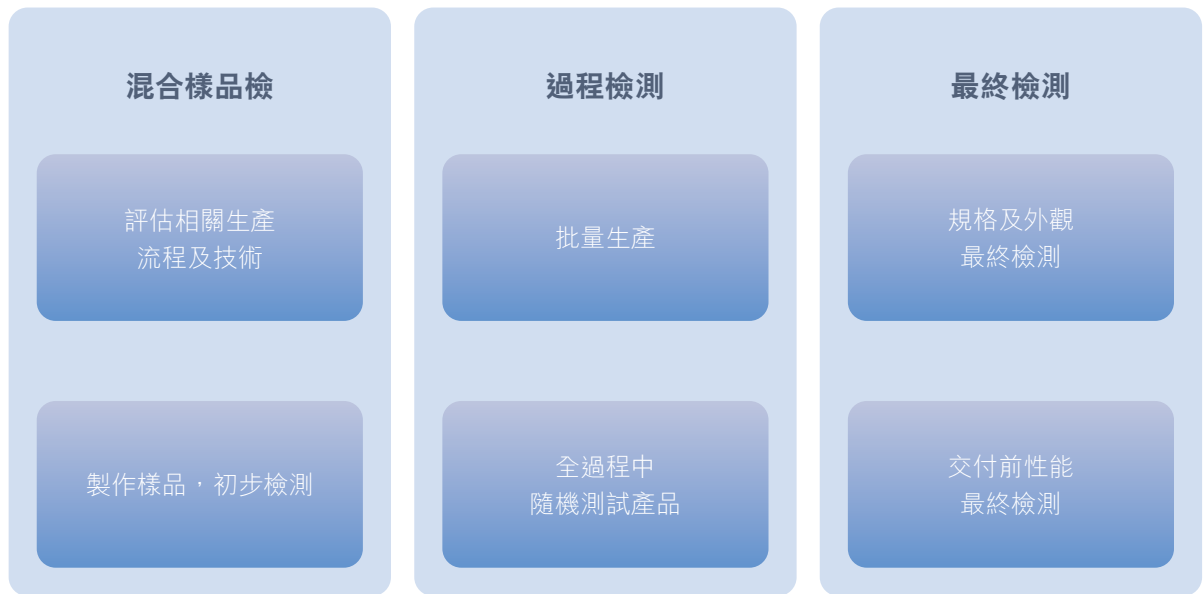 混合樣品檢
評估相關生產
流程及技術
製作樣品，初步檢測
過程檢測
批量生產
全過程中
隨機測試產品
最終檢測
規格及外觀
最終檢測
交付前性能
最終檢測